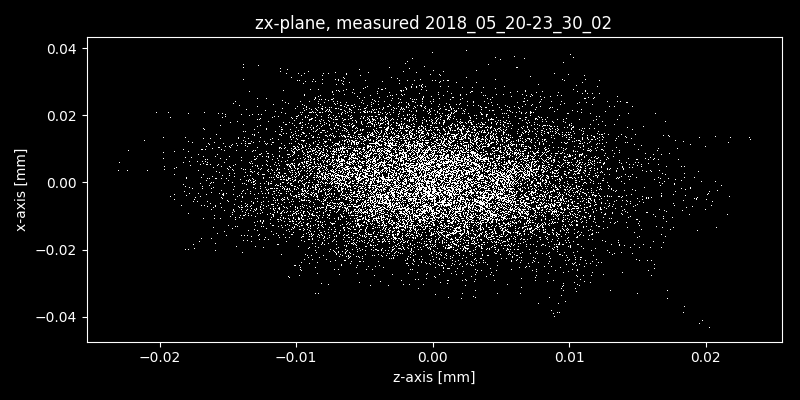 zx-plane, measured 2018_05_20-23_30_02
0.04
0.02
0.00
−0.02
−0.04
x-axis [mm]
−0.02 −0.01 0.00 0.01 0.02
z-axis [mm]